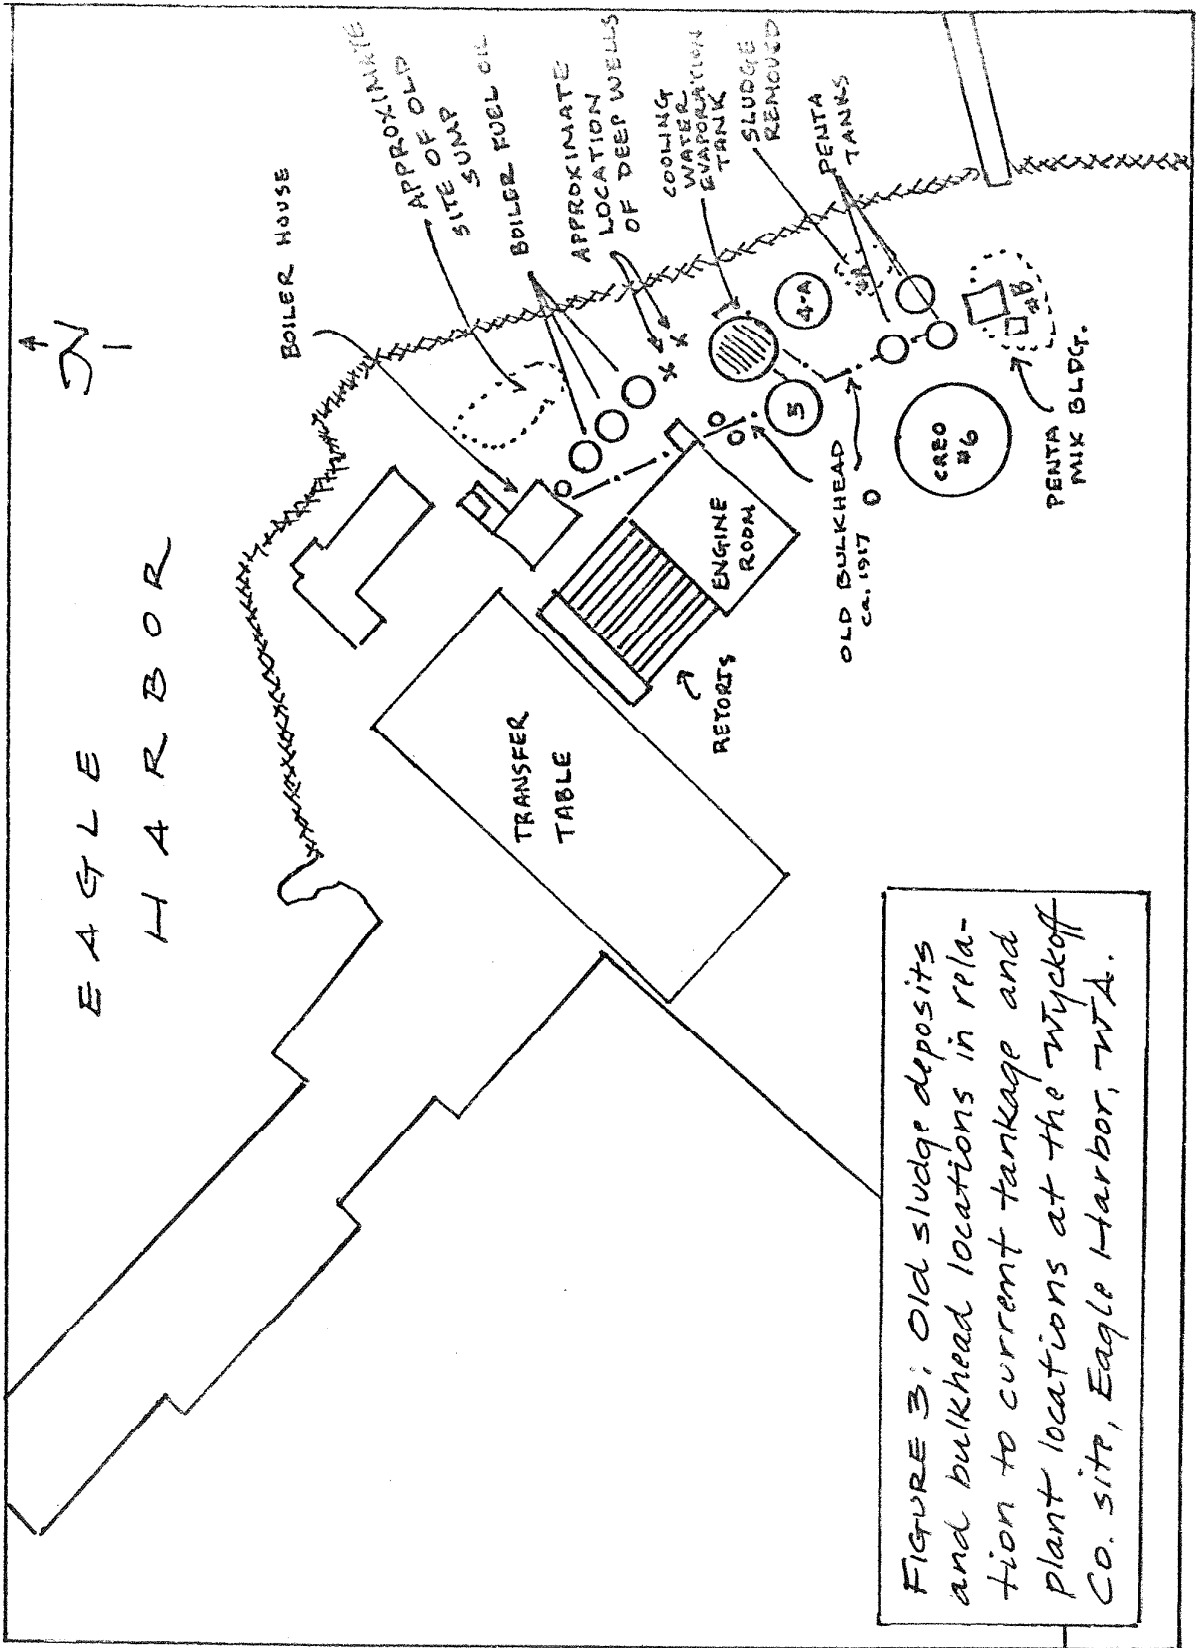 N
EAGLE
HARBOR
BOILER HOUSE
APPROXIMATE
SITE OF OLD
SUMP
BOILER FUEL OIL
APPROXIMATE
LOCATION
OF DEEP WELLS
COOLING
WATER
EVAPORATION
TANK
SLUDGE
REMOVED
PENTA
TANKS
4-A
5
CREO
#6
PENTA
MIX BLDG.
OLD BULKHEAD
ca. 1917
ENGINE
ROOM
RETORTS
TRANSFER
TABLE
FIGURE 3: Old sludge deposits
and bulkhead locations in rela-
tion to current tankage and
plant locations at the Wyckoff
Co. site, Eagle Harbor, WA.